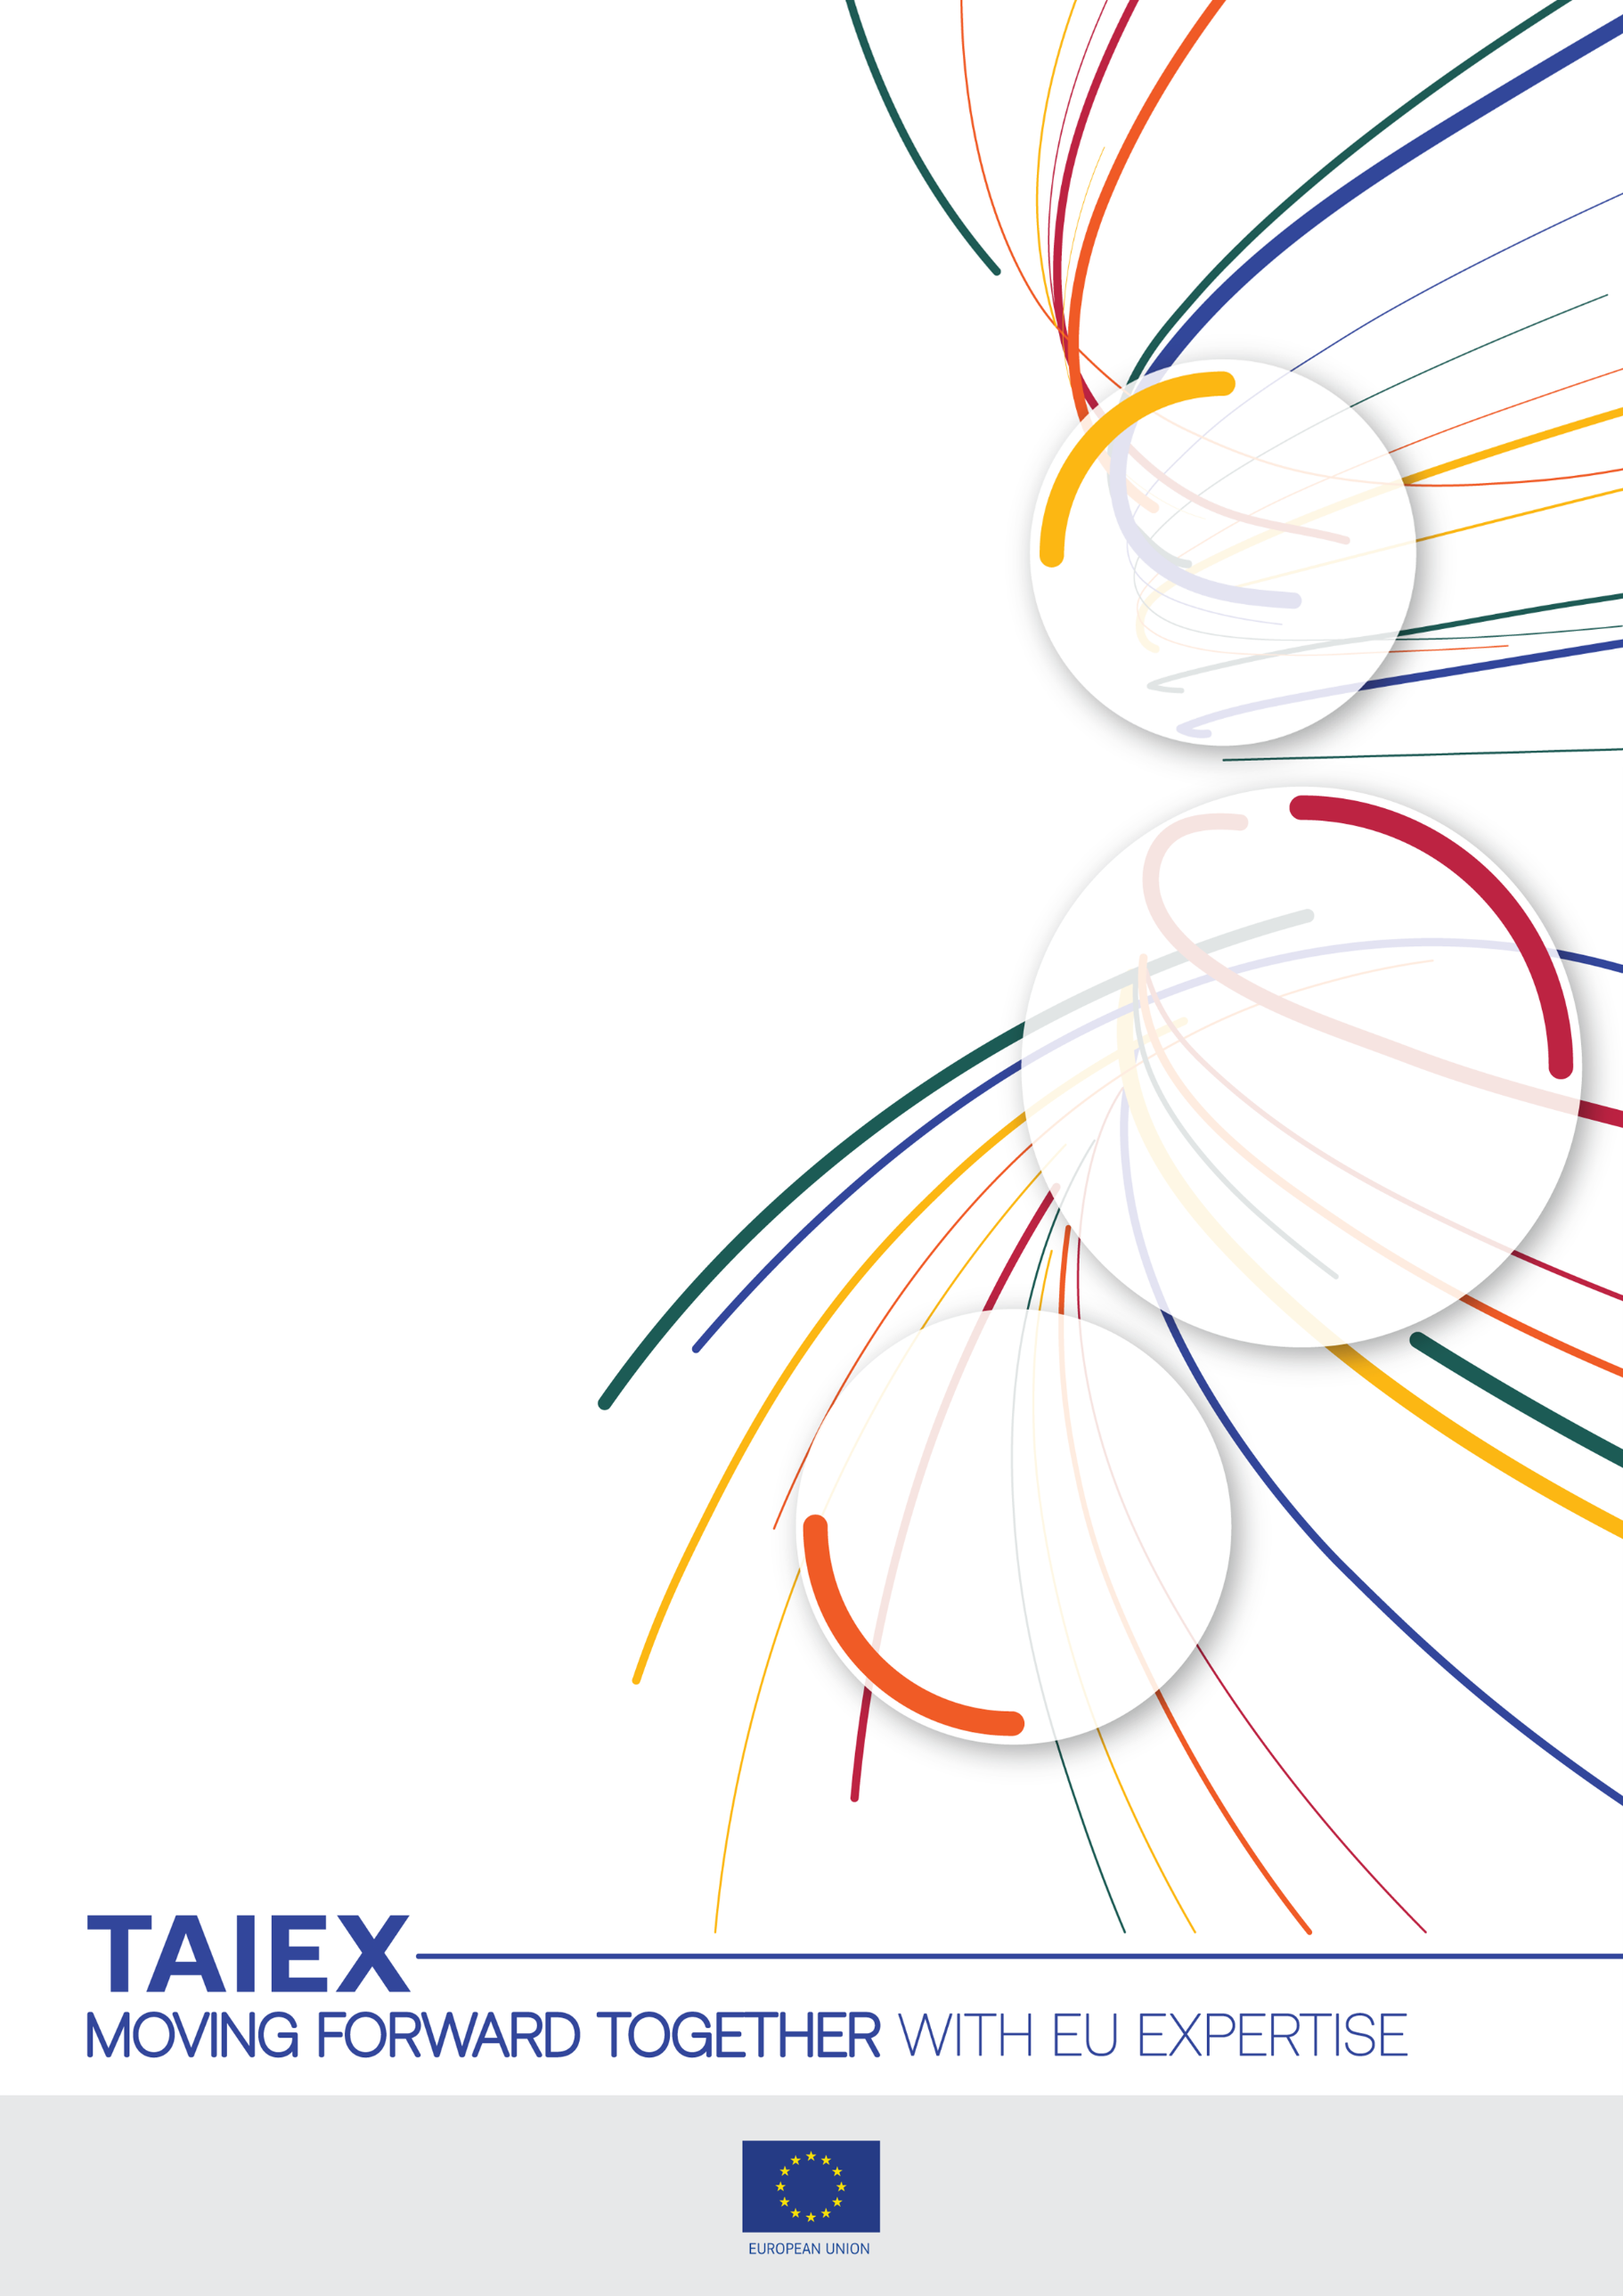 TAIEX
MOVING FORWARD TOGETHER WITH EU EXPERTISE
EUROPEAN UNION